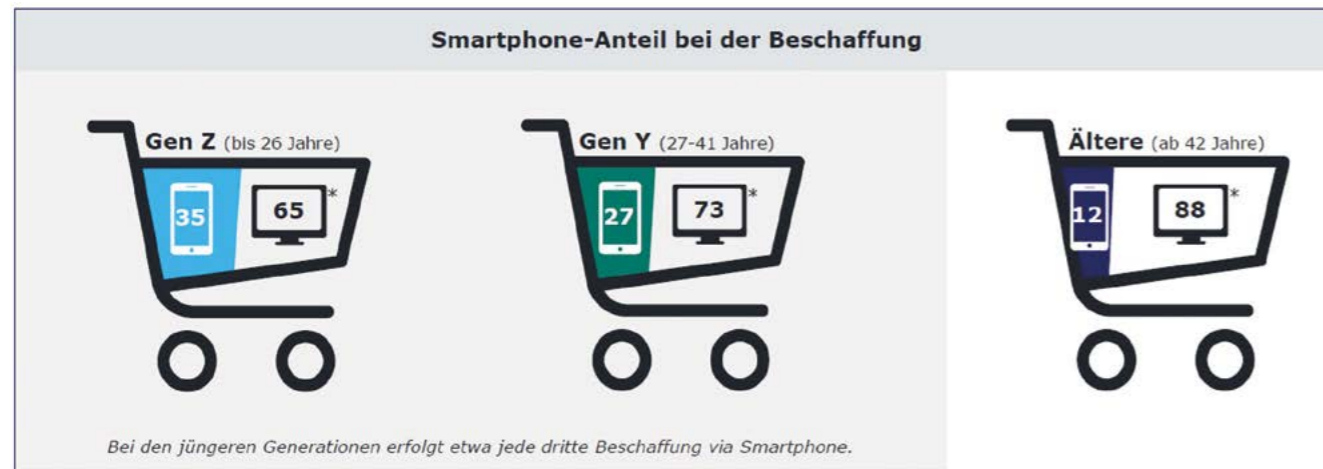 Smartphone-Anteil bei der Beschaffung
Gen Z (bis 26 Jahre)
35
65
*
Gen Y (27-41 Jahre)
27
73
*
Ältere (ab 42 Jahre)
12
88
*
Bei den jüngeren Generationen erfolgt etwa jede dritte Beschaffung via Smartphone.